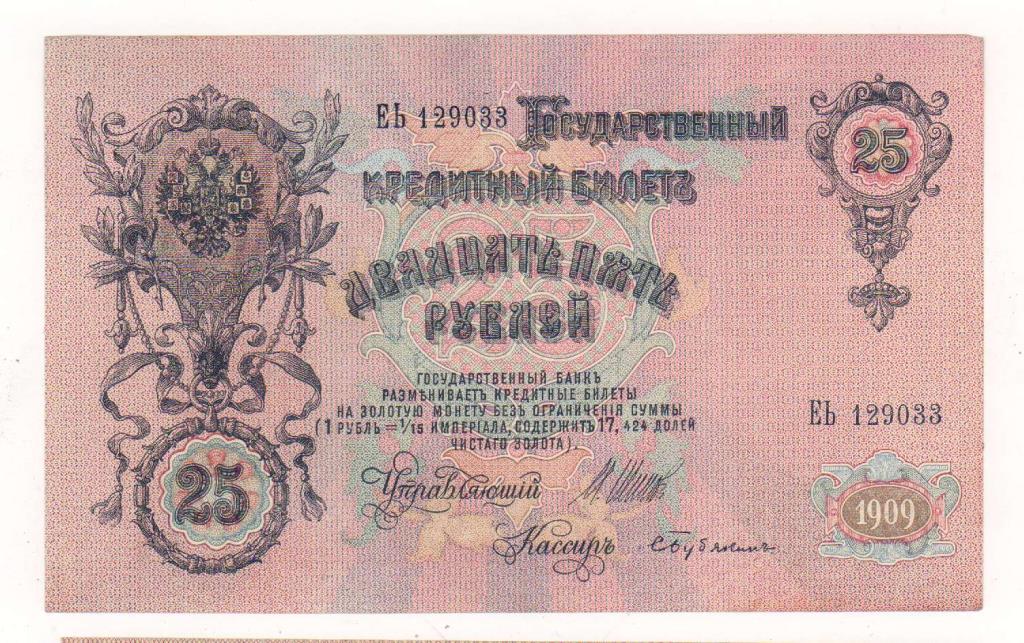 ЕЬ 129033 Государственный
кредитный билетъ
25
двадцать пять
рублей
Государственный банкъ
размѣниваетъ кредитные билеты
на золотую монету безъ ограниченія суммы
(1 рубль = 1/15 имперіала, содержитъ 17, 424 долей
чистаго золота)
ЕЬ 129033
25
Управляющій
1909
Кассиръ